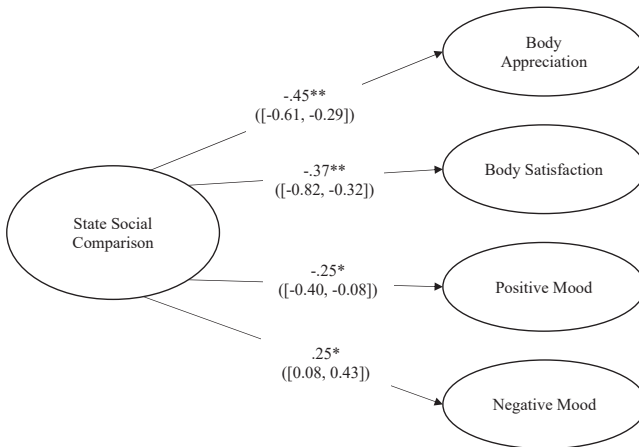 Body
Appreciation
-.45**
([-0.61, -0.29])
-.37**
([-0.82, -0.32])
Body Satisfaction
State Social
Comparison
-.25*
([-0.40, -0.08])
Positive Mood
.25*
([0.08, 0.43])
Negative Mood